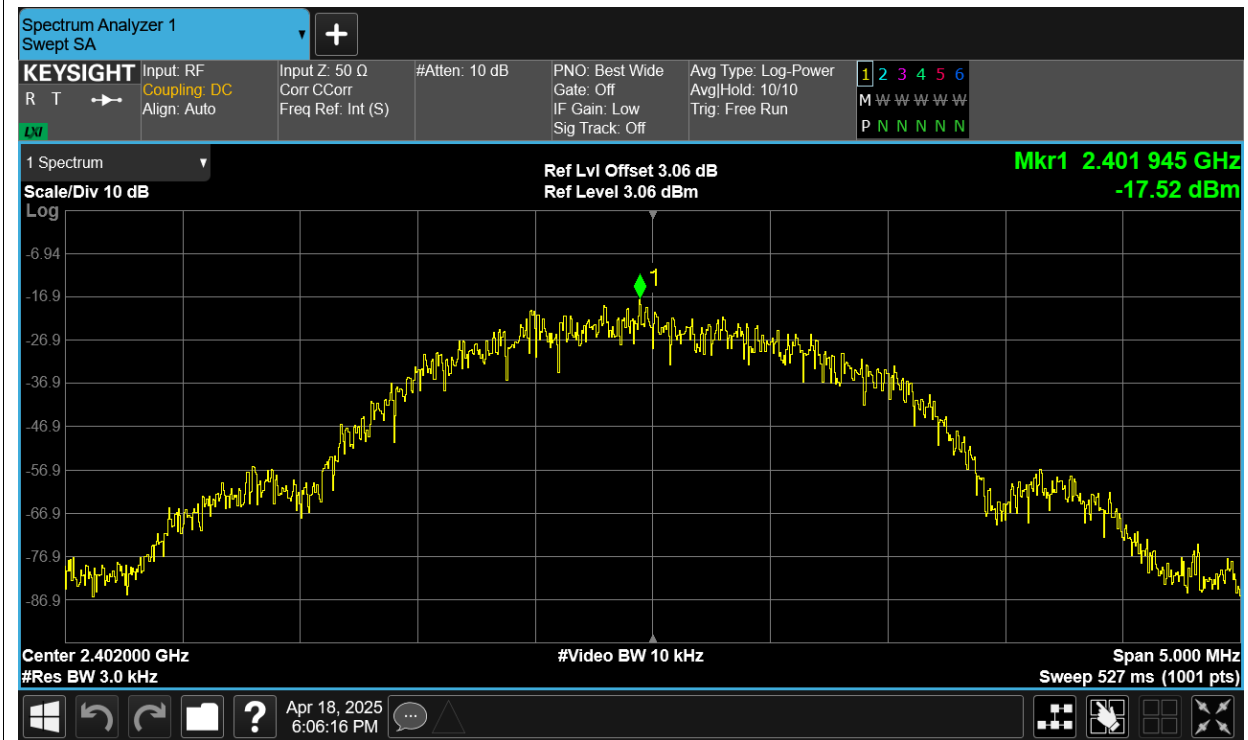 Spectrum Analyzer 1
Swept SA
+
KEYSIGHT
R T
LXI
Input: RF
Coupling: DC
Align: Auto
Input Z: 50 Ω
Corr CCorr
Freq Ref: Int (S)
#Atten: 10 dB
PNO: Best Wide
Gate: Off
IF Gain: Low
Sig Track: Off
Avg Type: Log-Power
Avg|Hold: 10/10
Trig: Free Run
1 2 3 4 5 6
M W W W W W
P N N N N N
1 Spectrum
Scale/Div 10 dB
Log
Ref Lvl Offset 3.06 dB
Ref Level 3.06 dBm
Mkr1 2.401 945 GHz
-17.52 dBm
1
-6.94
-16.9
-26.9
-36.9
-46.9
-56.9
-66.9
-76.9
-86.9
Center 2.402000 GHz
#Res BW 3.0 kHz
#Video BW 10 kHz
Span 5.000 MHz
Sweep 527 ms (1001 pts)
?
Apr 18, 2025
6:06:16 PM